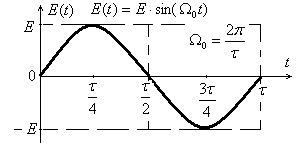 E(t) E(t) = E · sin(Ω₀t)
E
Ω₀ = 2π/τ
t
0
τ/4 τ/2 3τ/4 τ
− E